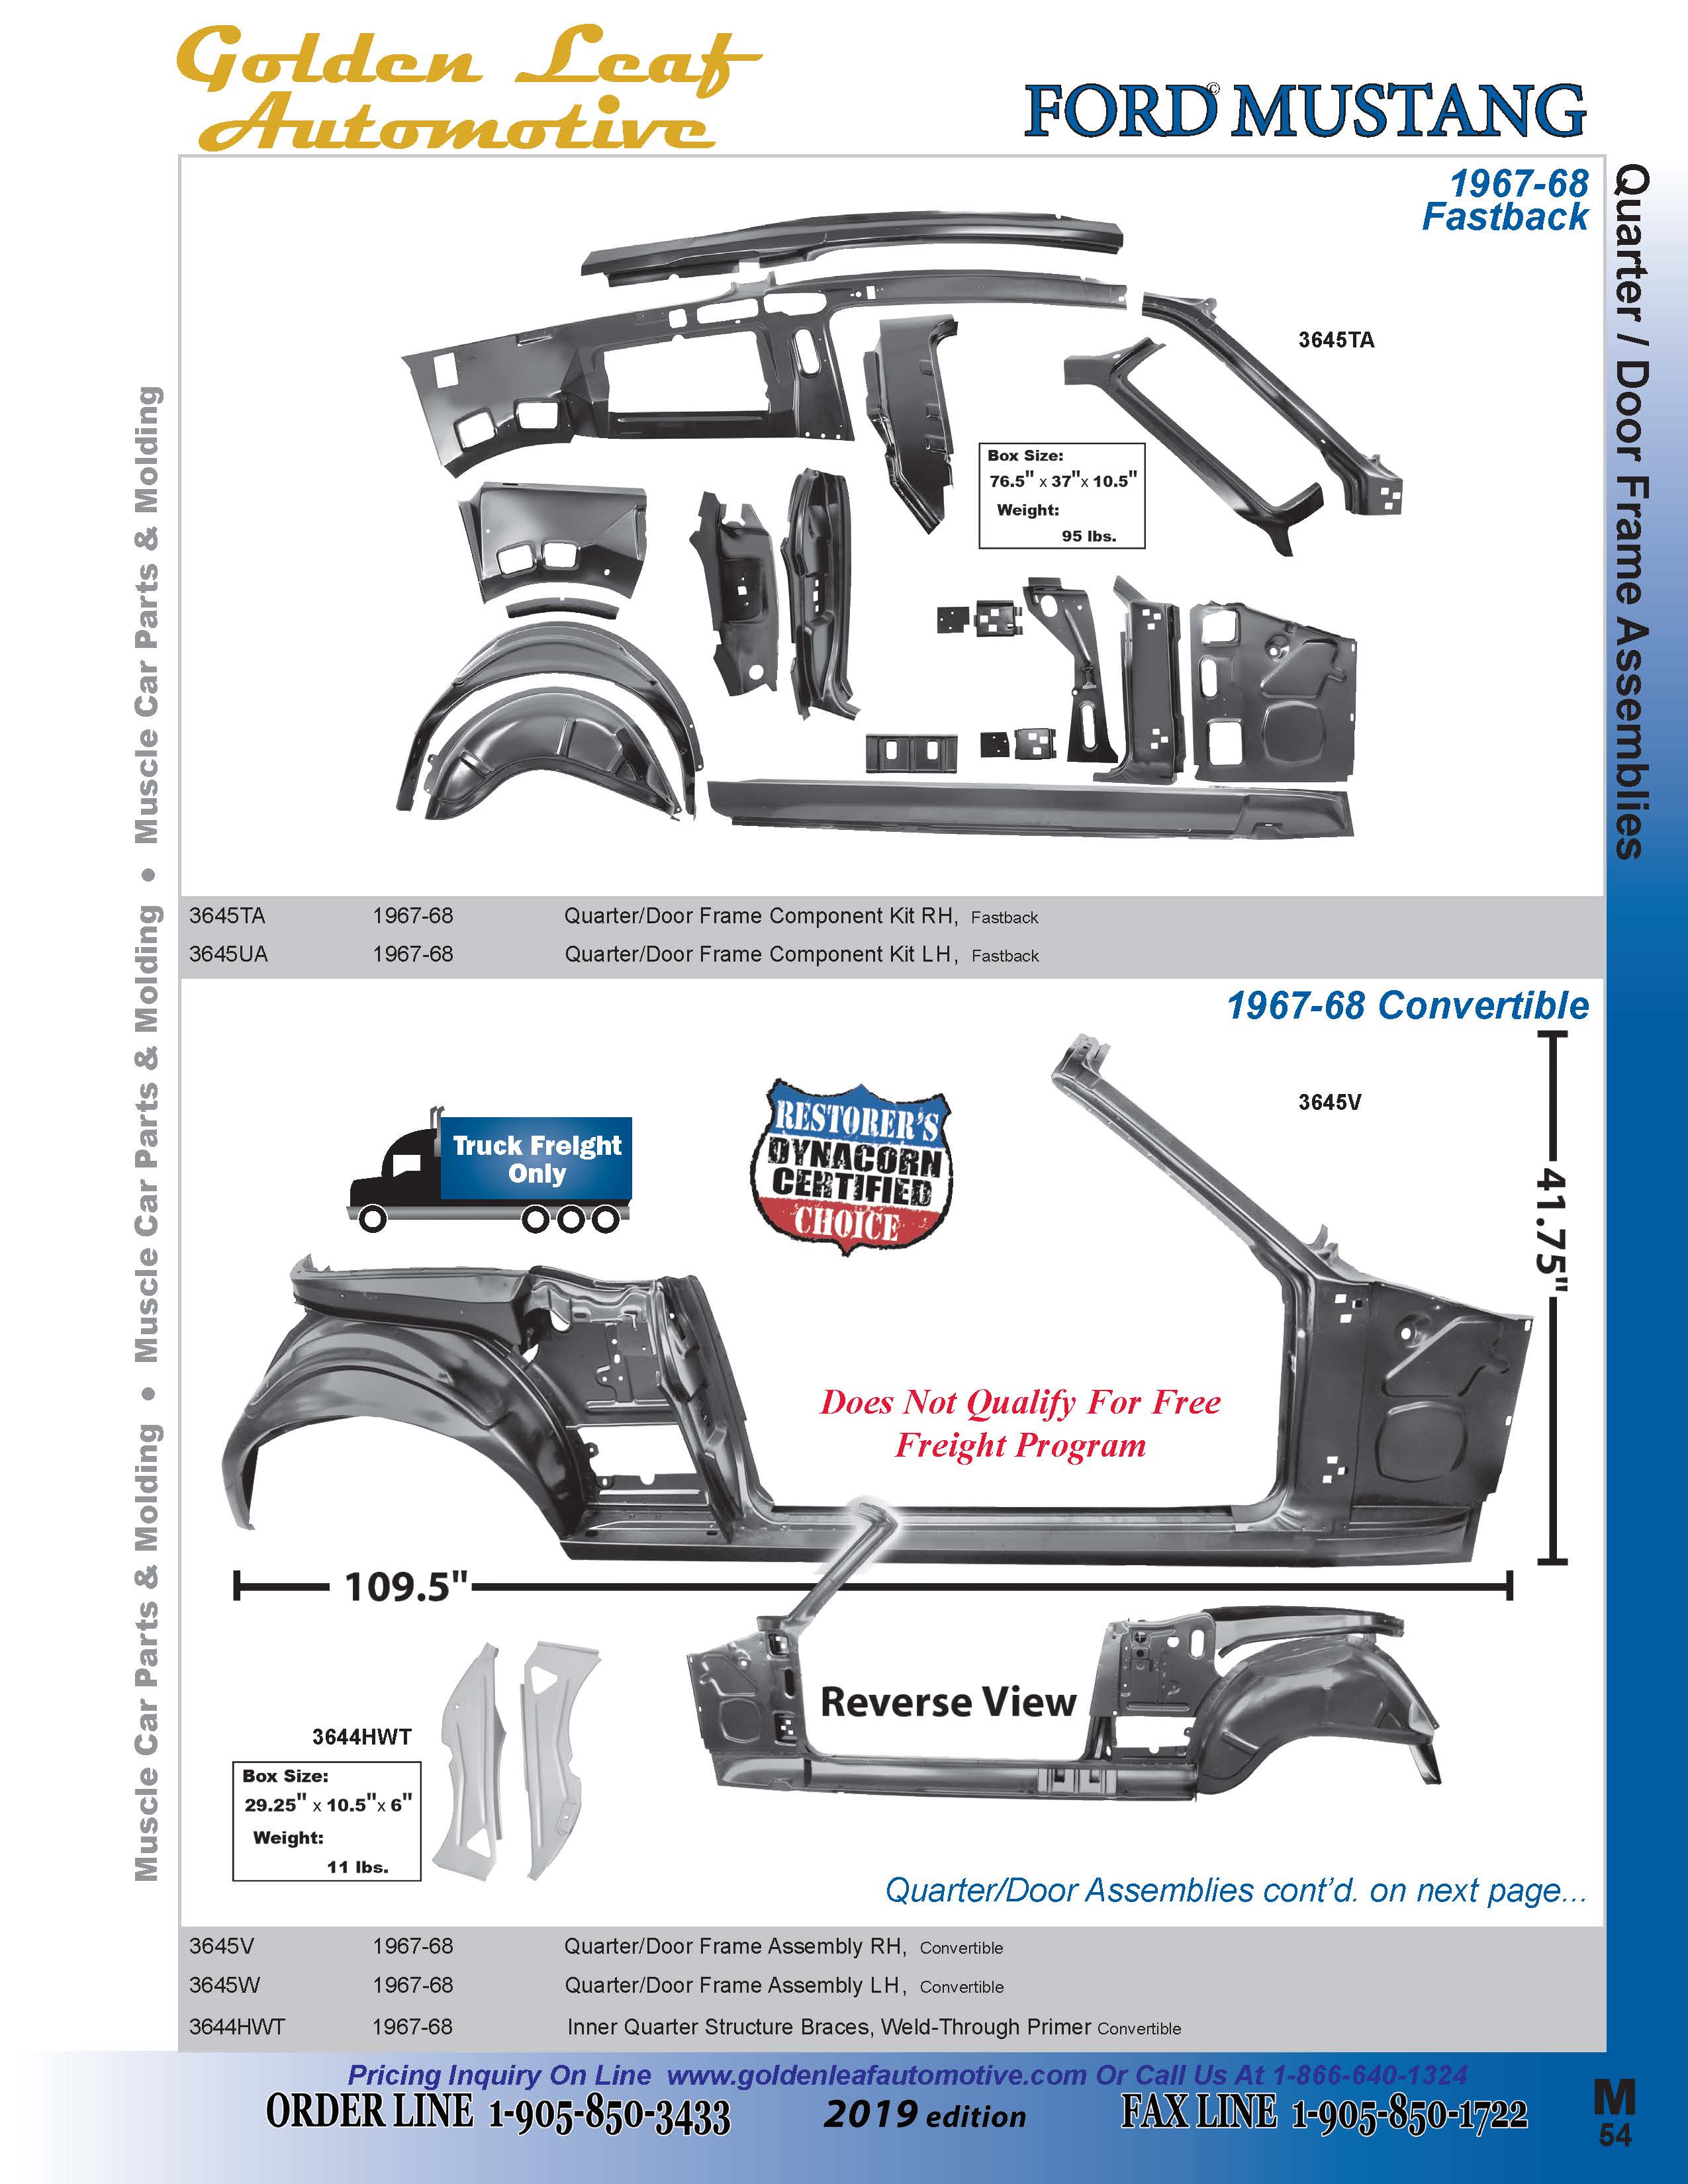 Golden Leaf
Automotive
FORD© MUSTANG
Quarter / Door Frame Assemblies
Muscle Car Parts & Molding • Muscle Car Parts & Molding • Muscle Car Parts & Molding
1967-68
Fastback
3645TA
Box Size:
76.5" x 37"x 10.5"
Weight:
95 lbs.
3645TA 1967-68 Quarter/Door Frame Component Kit RH, Fastback
3645UA 1967-68 Quarter/Door Frame Component Kit LH, Fastback
1967-68 Convertible
3645V
41.75"
Truck Freight
Only
RESTORER'S
DYNACORN
CERTIFIED
CHOICE
Does Not Qualify For Free
Freight Program
109.5"
Reverse View
3644HWT
Box Size:
29.25" x 10.5"x 6"
Weight:
11 lbs.
Quarter/Door Assemblies cont'd. on next page...
3645V 1967-68 Quarter/Door Frame Assembly RH, Convertible
3645W 1967-68 Quarter/Door Frame Assembly LH, Convertible
3644HWT 1967-68 Inner Quarter Structure Braces, Weld-Through Primer Convertible
Pricing Inquiry On Line www.goldenleafautomotive.com Or Call Us At 1-866-640-1324
ORDER LINE 1-905-850-3433 2019 edition FAX LINE 1-905-850-1722
M
54